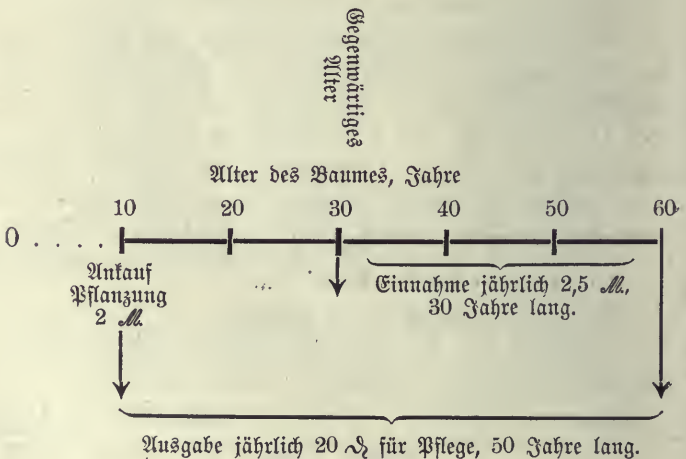 Gegenwärtiges
Alter
Alter des Baumes, Jahre
10 20 30 40 50 60
0 . . . . .
Ankauf
Pflanzung
2 ℳ.
Einnahme jährlich 2,5 ℳ.,
30 Jahre lang.
Ausgabe jährlich 20 ₰ für Pflege, 50 Jahre lang.